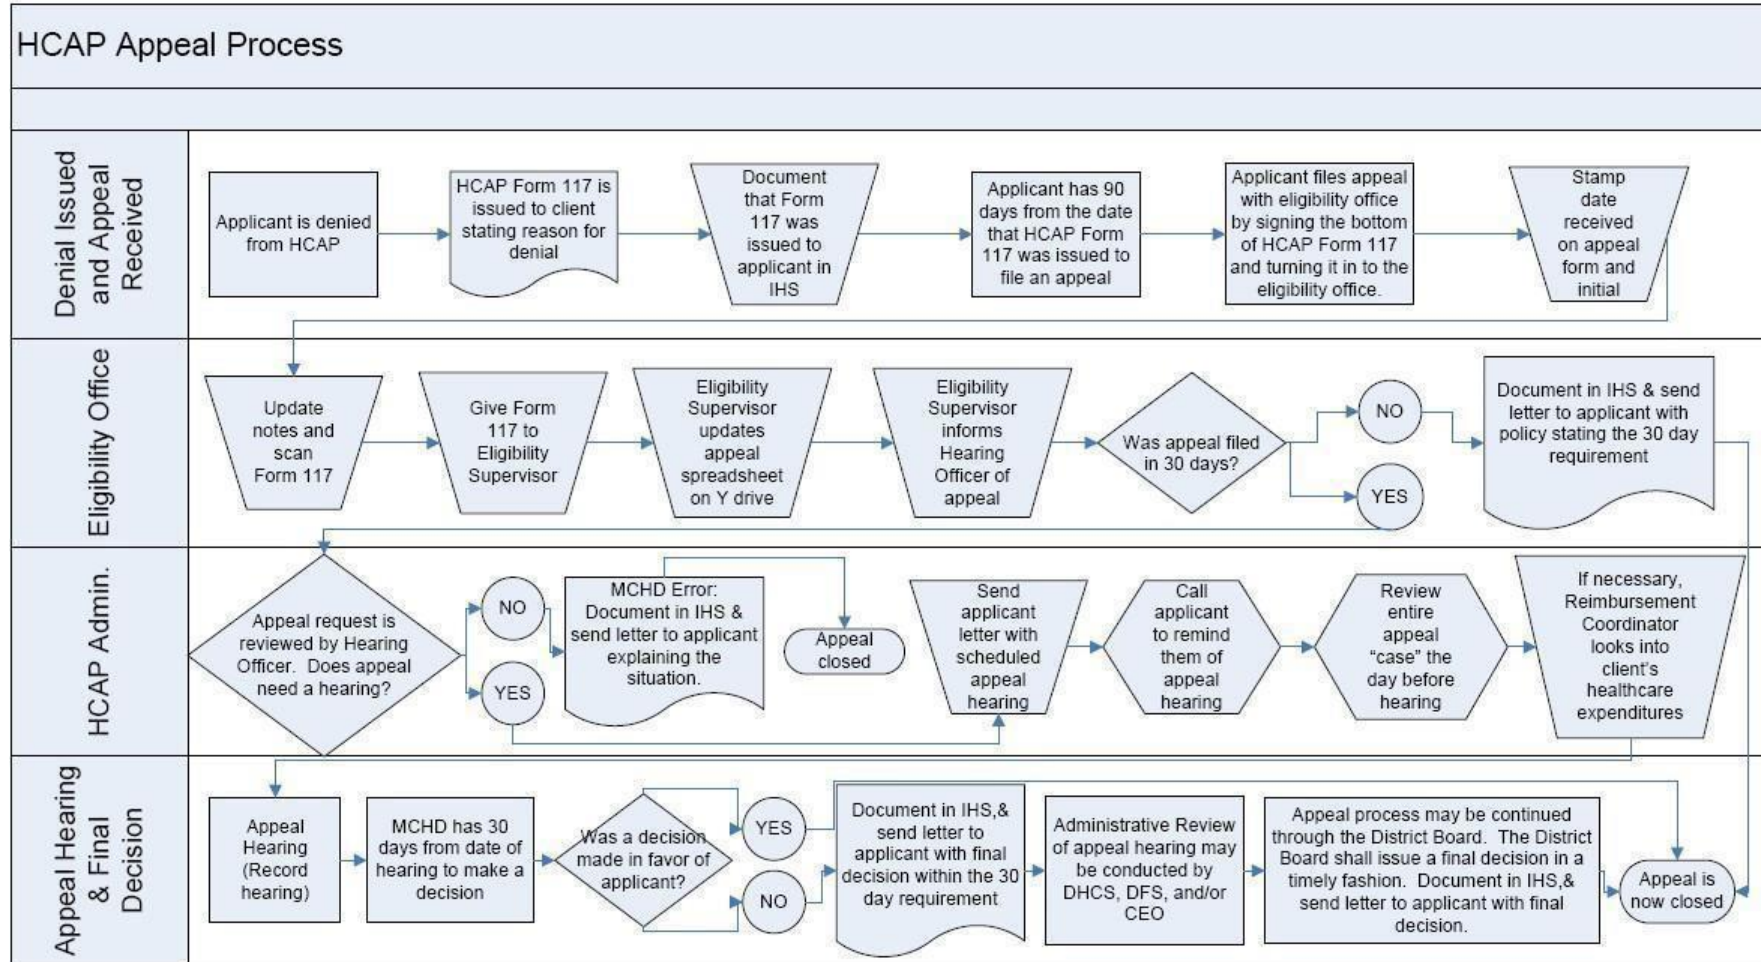 HCAP Appeal Process
Denial Issued
and Appeal
Received
Applicant is denied
from HCAP
HCAP Form 117 is
issued to client
stating reason for
denial
Document
that Form
117 was
issued to
applicant in
IHS
Applicant has 90
days from the date
that HCAP Form
117 was issued to
file an appeal
Applicant files appeal
with eligibility office
by signing the bottom
of HCAP Form 117
and turning it in to the
eligibility office.
Stamp
date
received
on appeal
form and
initial
Eligibility Office
Update
notes and
scan
Form 117
Give Form
117 to
Eligibility
Supervisor
Eligibility
Supervisor
updates
appeal
spreadsheet
on Y drive
Eligibility
Supervisor
informs
Hearing
Officer of
appeal
Was appeal filed
in 30 days?
NO
YES
Document in IHS & send
letter to applicant with
policy stating the 30 day
requirement
HCAP Admin.
Appeal request is
reviewed by Hearing
Officer. Does appeal
need a hearing?
NO
YES
MCHD Error:
Document in IHS &
send letter to applicant
explaining the
situation.
Appeal
closed
Send
applicant
letter with
scheduled
appeal
hearing
Call
applicant
to remind
them of
appeal
hearing
Review
entire
appeal
“case” the
day before
hearing
If necessary,
Reimbursement
Coordinator
looks into
client’s
healthcare
expenditures
Appeal Hearing
& Final
Decision
Appeal
Hearing
(Record
hearing)
MCHD has 30
days from date of
hearing to make a
decision
Was a decision
made in favor of
applicant?
YES
NO
Document in IHS,&
send letter to
applicant with final
decision within the 30
day requirement
Administrative Review
of appeal hearing may
be conducted by
DHCS, DFS, and/or
CEO
Appeal process may be continued
through the District Board. The District
Board shall issue a final decision in a
timely fashion. Document in IHS,&
send letter to applicant with final
decision.
Appeal is
now closed